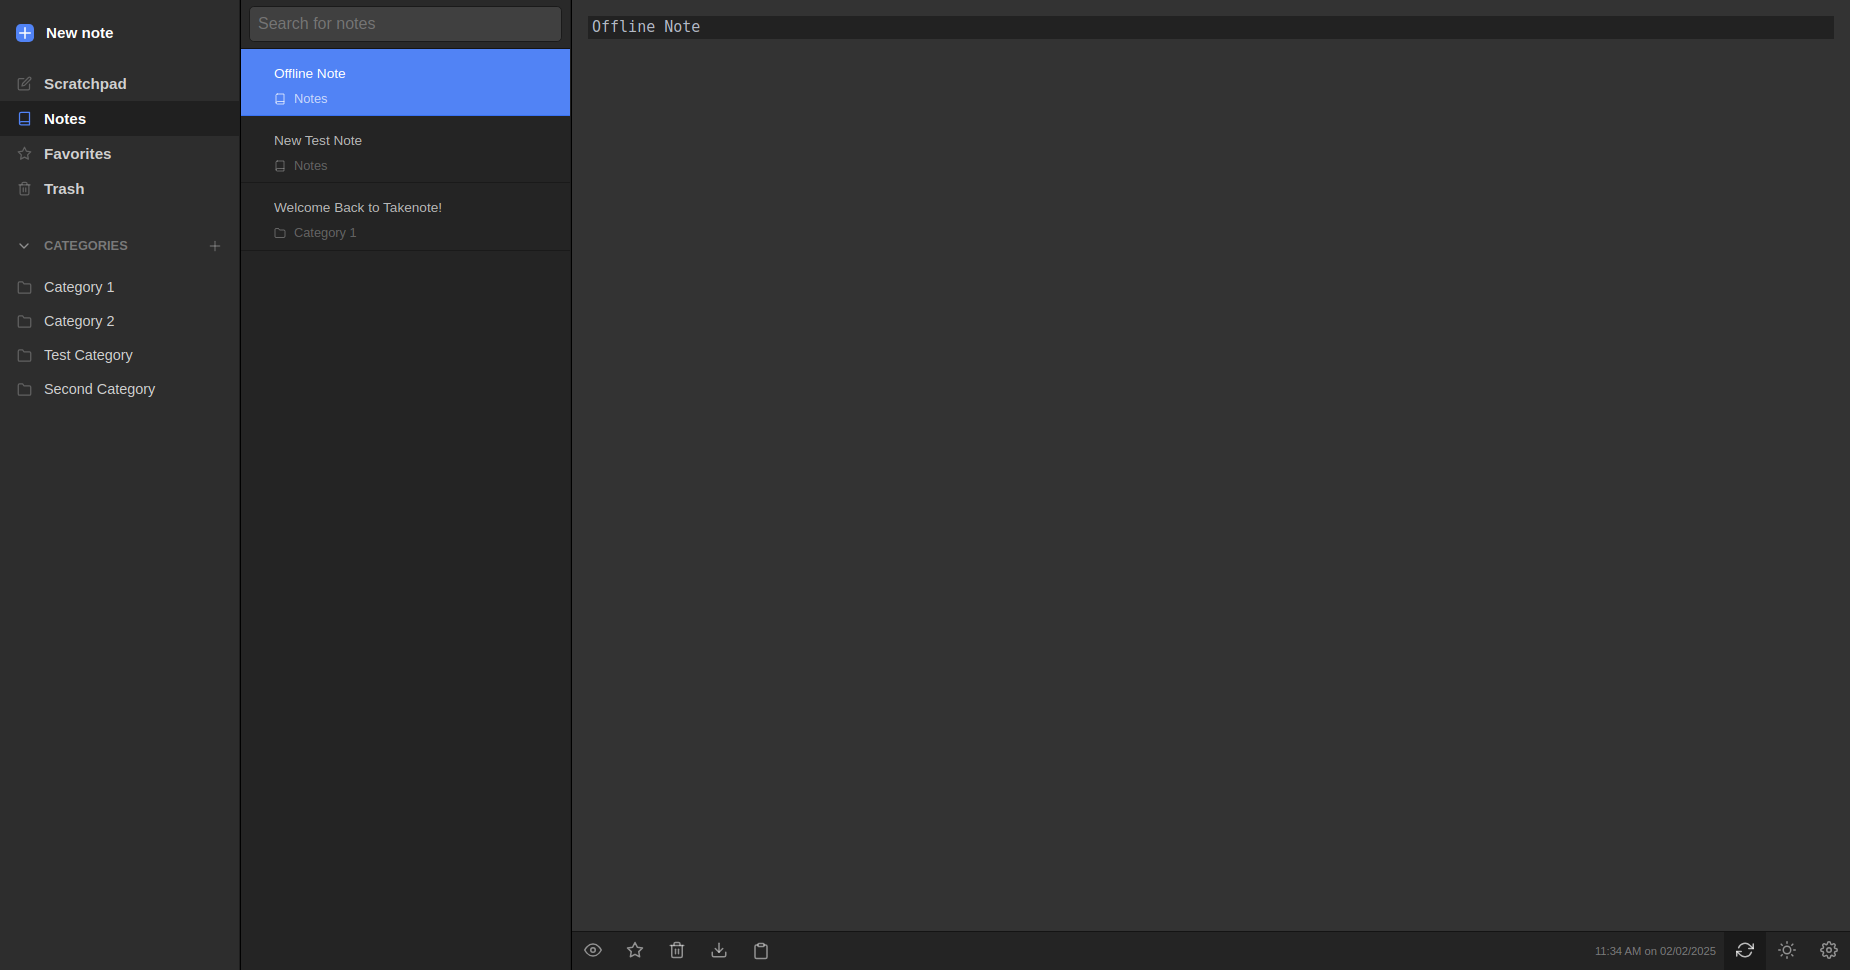 New note
Scratchpad
Notes
Favorites
Trash
CATEGORIES
Category 1
Category 2
Test Category
Second Category
Search for notes
Offline Note
Notes
New Test Note
Notes
Welcome Back to Takenote!
Category 1
Offline Note
11:34 AM on 02/02/2025